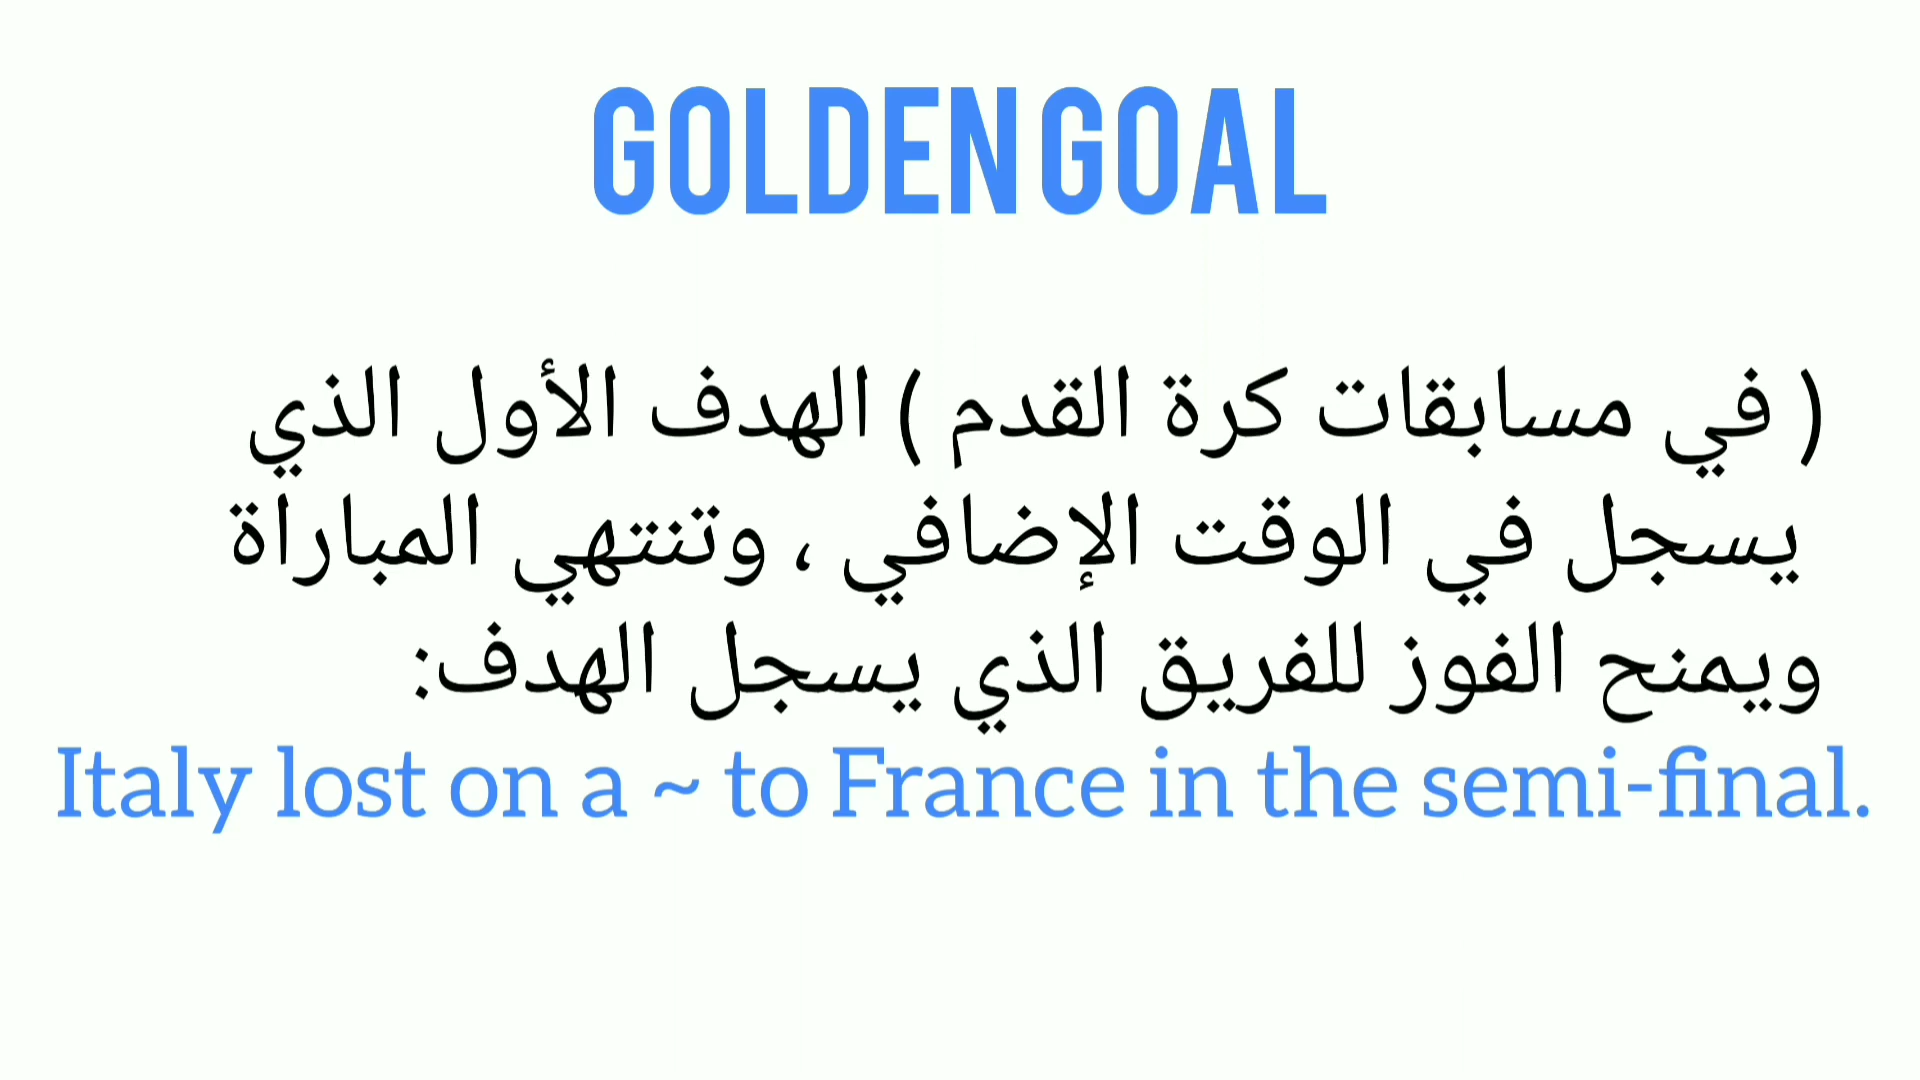 GOLDEN GOAL
( في مسابقات كرة القدم ) الهدف الأول الذي
يسجل في الوقت الإضافي ، وتنتهي المباراة
ويمنح الفوز للفريق الذي يسجل الهدف:
Italy lost on a ~ to France in the semi-final.